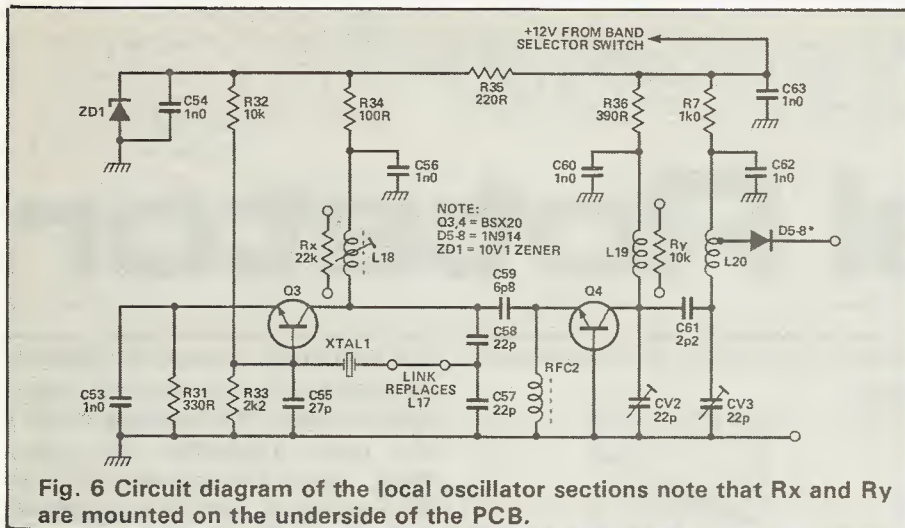 +12V FROM BAND
SELECTOR SWITCH
ZD1
C54
1n0
R32
10k
R34
100R
R35
220R
R36
390R
R7
1k0
C63
1n0
C56
1n0
C60
1n0
C62
1n0
NOTE:
Q3,4 = BSX20
D5-8 = 1N914
ZD1 = 10V1 ZENER
Rx
22k
L18
L19
Ry
10k
L20
D5-8*
C59
6p8
Q3
Q4
C61
2p2
XTAL1
C58
22p
C53
1n0
R31
330R
R33
2k2
C55
27p
LINK
REPLACES
L17
C57
22p
RFC2
CV2
22p
CV3
22p
Fig. 6 Circuit diagram of the local oscillator sections note that Rx and Ry
are mounted on the underside of the PCB.